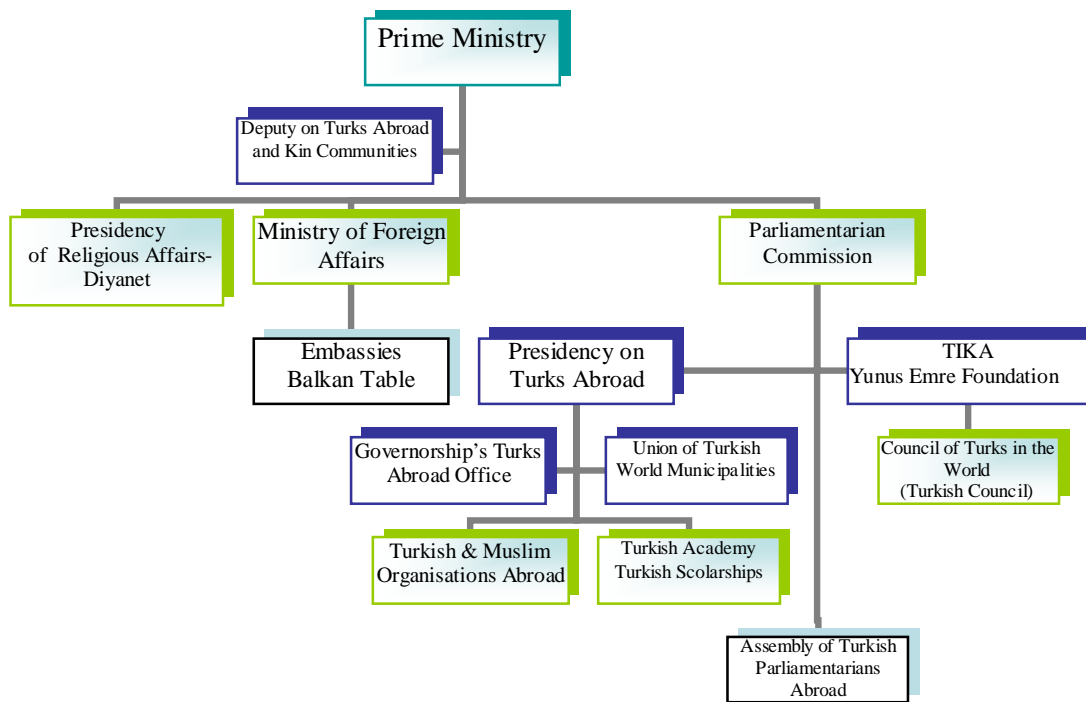 Prime Ministry
Deputy on Turks Abroad
and Kin Communities
Presidency
of Religious Affairs-
Diyanet
Ministry of Foreign
Affairs
Parliamentarian
Commission
Embassies
Balkan Table
Presidency on
Turks Abroad
TIKA
Yunus Emre Foundation
Governorship's Turks
Abroad Office
Union of Turkish
World Municipalities
Council of Turks in the
World
(Turkish Council)
Turkish & Muslim
Organisations Abroad
Turkish Academy
Turkish Scolarships
Assembly of Turkish
Parliamentarians
Abroad